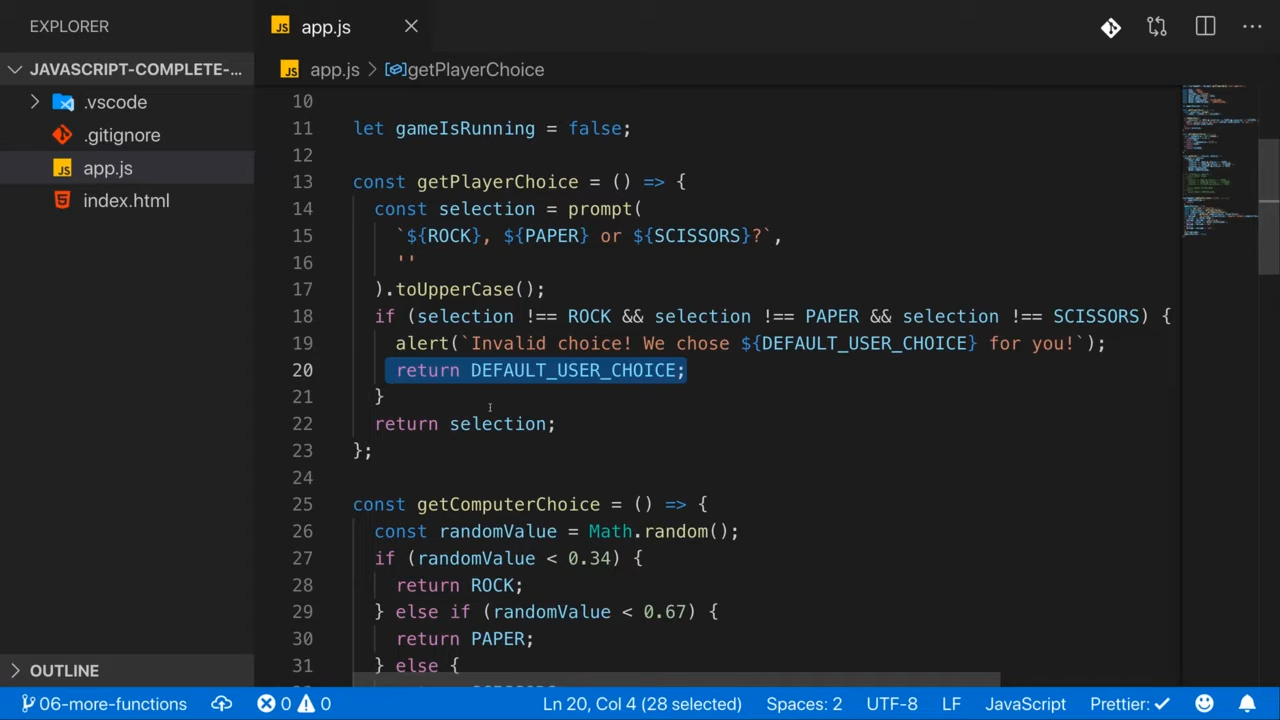 EXPLORER
JS app.js
JAVASCRIPT-COMPLETE-...
JS app.js > getPlayerChoice
.vscode
.gitignore
JS app.js
index.html
10
11 let gameIsRunning = false;
12
13 const getPlayerChoice = () => {
14 const selection = prompt(
15 `${ROCK}, ${PAPER} or ${SCISSORS}?`,
16 ''
17 ).toUpperCase();
18 if (selection !== ROCK && selection !== PAPER && selection !== SCISSORS) {
19 alert(`Invalid choice! We chose ${DEFAULT_USER_CHOICE} for you!`);
20 return DEFAULT_USER_CHOICE;
21 }
22 return selection;
23 };
24
25 const getComputerChoice = () => {
26 const randomValue = Math.random();
27 if (randomValue < 0.34) {
28 return ROCK;
29 } else if (randomValue < 0.67) {
30 return PAPER;
31 } else {
OUTLINE
06-more-functions 0 0 Ln 20, Col 4 (28 selected) Spaces: 2 UTF-8 LF JavaScript Prettier: ✓